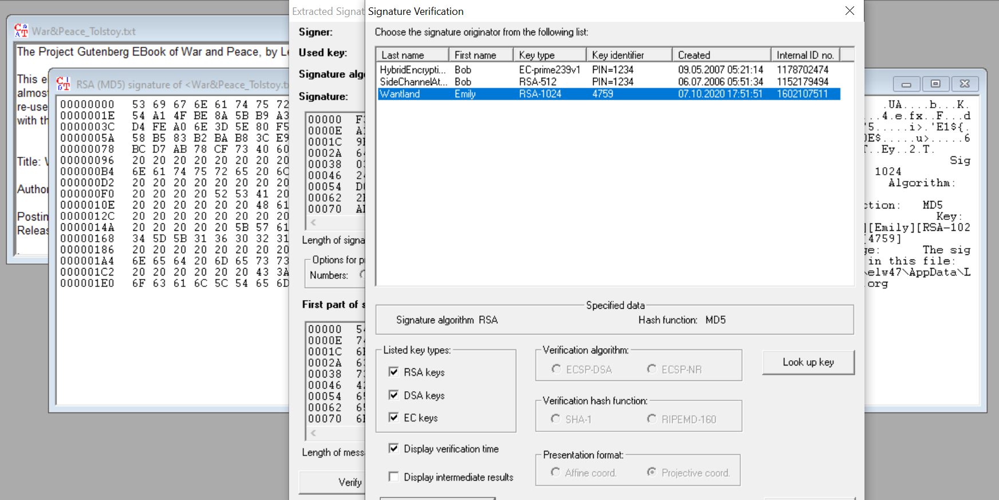 War&Peace_Tolstoy.txt
The Project Gutenberg EBook of War and Peace, by Le
This e
almost
re-use
with th
Title: W
Author
Postin
Releas
RSA (MD5) signature of <War&Peace_Tolstoy.tx
00000000 53 69 67 6E 61 74 75 72
0000001E 54 A1 4F BE 8A 5B B9 A3
0000003C D4 FE A0 6E 3D 5E 80 F5
0000005A 58 B5 83 B2 BA B8 3C E9
00000078 BC D7 AB 78 CF 73 40 60
00000096 20 20 20 20 20 20 20 20
000000B4 6E 61 74 75 72 65 20 6C
000000D2 20 20 20 20 20 20 20 20
000000F0 20 20 20 20 52 53 41 20
0000010E 20 20 20 20 20 20 48 61
0000012C 20 20 20 20 20 20 20 20
0000014A 20 20 20 20 20 5B 57 61
00000168 34 5D 5B 31 36 30 32 31
00000186 20 20 20 20 20 20 20 20
000001A4 6E 65 64 20 6D 65 73 73
000001C2 20 20 20 20 20 20 43 3A
000001E0 6F 63 61 6C 5C 54 65 6D
Extracted Signat
Signer:
Used key:
Signature algo
Signature:
00000 F
0000E A
0001C 9
0002A 6
00038 0
00046 2
00054 D
00062 2
00070 A
Length of signa
Options for p
Numbers:
First part of s
00000 5
0000E 7
0001C 6
0002A 6
00038 7
00046 4
00054 6
00062 6
00070 6
Length of mess
Verify
Signature Verification
Choose the signature originator from the following list:
Last name First name Key type Key identifier Created Internal ID no.
HybridEncrypti... Bob EC-prime239v1 PIN=1234 09.05.2007 05:21:14 1178702474
SideChannelAt... Bob RSA-512 PIN=1234 06.07.2006 05:51:34 1152179494
Wantland Emily RSA-1024 4759 07.10.2020 17:51:51 1602107511
Specified data
Signature algorithm RSA Hash function: MD5
Listed key types:
RSA keys
DSA keys
EC keys
Display verification time
Display intermediate results
Verification algorithm:
ECSP-DSA ECSP-NR
Verification hash function:
SHA-1 RIPEMD-160
Presentation format:
Affine coord. Projective coord.
Look up key
.UA....b...K.
...4.e.fx..F...d
'5.....i>.'E1${.
0E$.....u>.....6
..Ey..2.T.
Sig
1024
Algorithm:
ction: MD5
Key:
][Emily][RSA-102
[4759]
ge: The sig
in this file:
\elw47\AppData\L
org